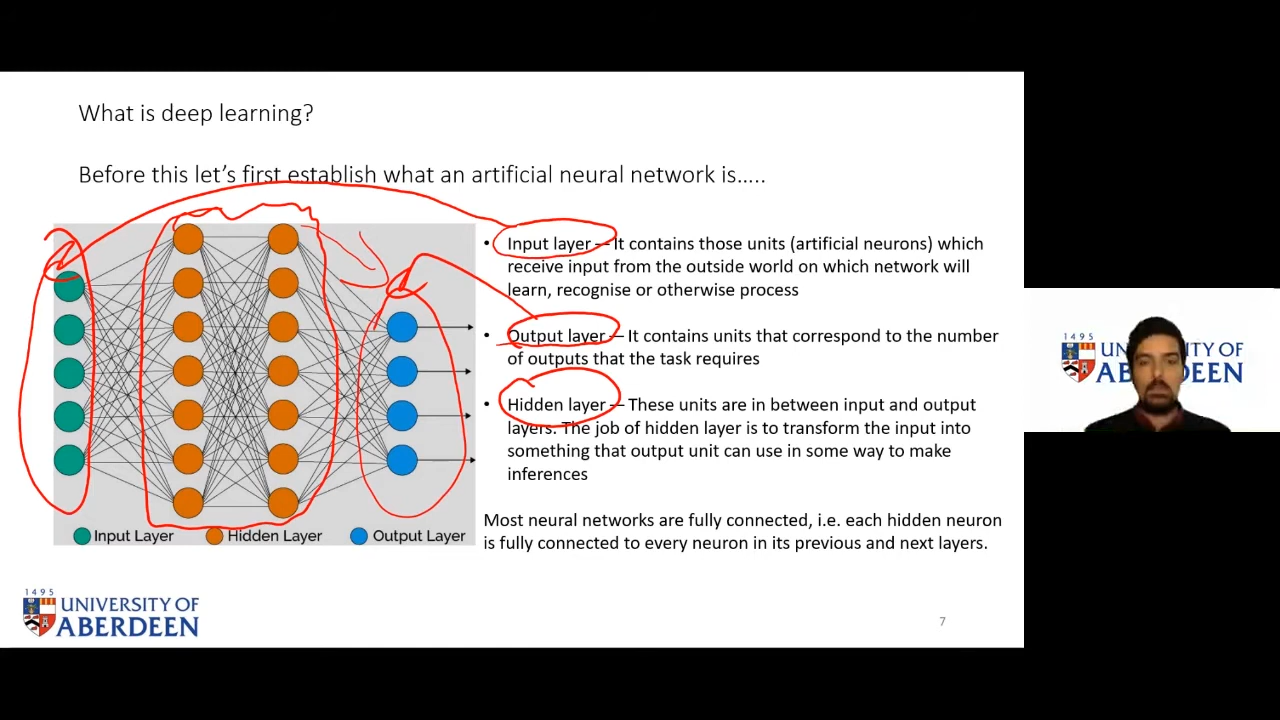 What is deep learning?
Before this let's first establish what an artificial neural network is…..
• Input layer – It contains those units (artificial neurons) which
receive input from the outside world on which network will
learn, recognise or otherwise process
• Output layer – It contains units that correspond to the number
of outputs that the task requires
• Hidden layer – These units are in between input and output
layers. The job of hidden layer is to transform the input into
something that output unit can use in some way to make
inferences
Most neural networks are fully connected, i.e. each hidden neuron
is fully connected to every neuron in its previous and next layers.
Input Layer
Hidden Layer
Output Layer
1495
UNIVERSITY OF
ABERDEEN
7
1495